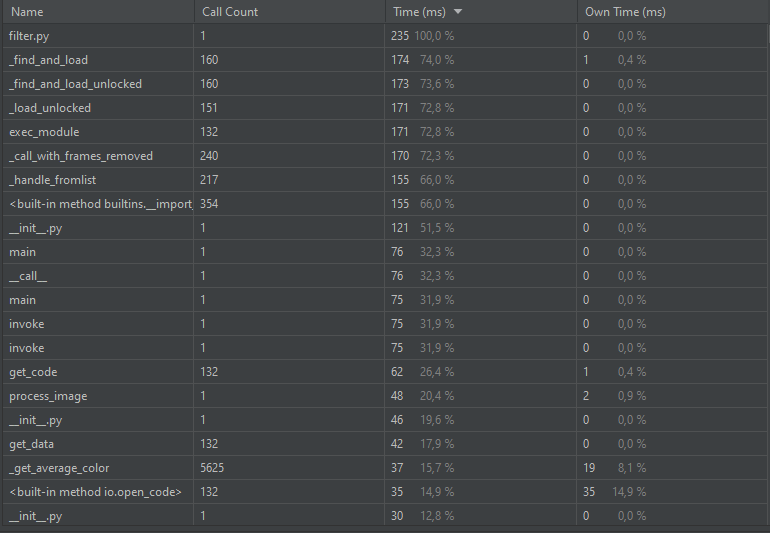 Name Call Count Time (ms) Own Time (ms)
filter.py 1 235 100,0 % 0 0,0 %
_find_and_load 160 174 74,0 % 1 0,4 %
_find_and_load_unlocked 160 173 73,6 % 0 0,0 %
_load_unlocked 151 171 72,8 % 0 0,0 %
exec_module 132 171 72,8 % 0 0,0 %
_call_with_frames_removed 240 170 72,3 % 0 0,0 %
_handle_fromlist 217 155 66,0 % 0 0,0 %
<built-in method builtins.__import_ 354 155 66,0 % 0 0,0 %
__init__.py 1 121 51,5 % 0 0,0 %
main 1 76 32,3 % 0 0,0 %
__call__ 1 76 32,3 % 0 0,0 %
main 1 75 31,9 % 0 0,0 %
invoke 1 75 31,9 % 0 0,0 %
invoke 1 75 31,9 % 0 0,0 %
get_code 132 62 26,4 % 1 0,4 %
process_image 1 48 20,4 % 2 0,9 %
__init__.py 1 46 19,6 % 0 0,0 %
get_data 132 42 17,9 % 0 0,0 %
_get_average_color 5625 37 15,7 % 19 8,1 %
<built-in method io.open_code> 132 35 14,9 % 35 14,9 %
__init__.py 1 30 12,8 % 0 0,0 %